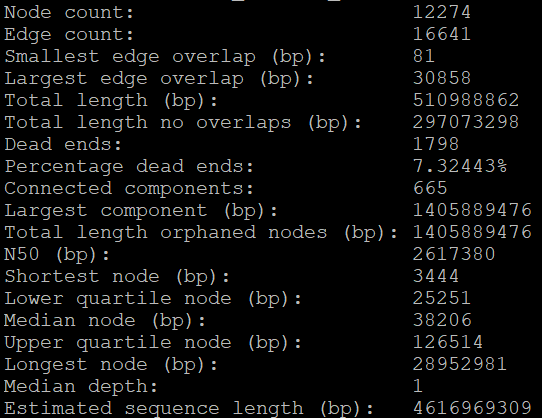 Node count: 12274
Edge count: 16641
Smallest edge overlap (bp): 81
Largest edge overlap (bp): 30858
Total length (bp): 510988862
Total length no overlaps (bp): 297073298
Dead ends: 1798
Percentage dead ends: 7.32443%
Connected components: 665
Largest component (bp): 1405889476
Total length orphaned nodes (bp): 1405889476
N50 (bp): 2617380
Shortest node (bp): 3444
Lower quartile node (bp): 25251
Median node (bp): 38206
Upper quartile node (bp): 126514
Longest node (bp): 28952981
Median depth: 1
Estimated sequence length (bp): 4616969309